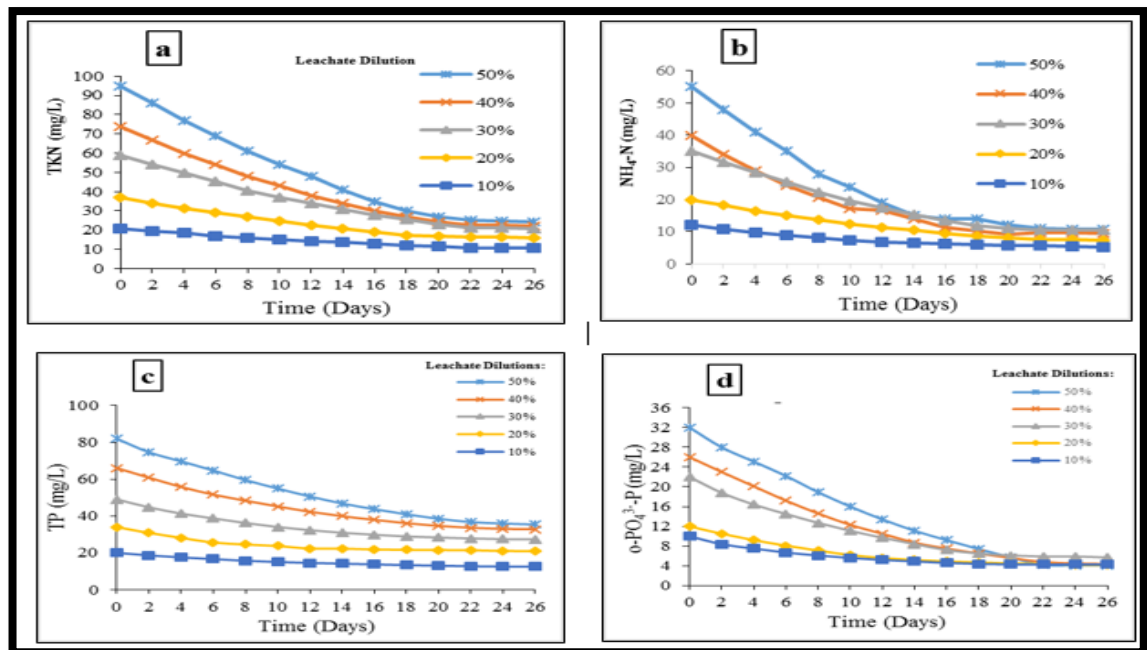 a
Leachate Dilution
TKN (mg/L)
100
90
80
70
60
50
40
30
20
10
0
50%
40%
30%
20%
10%
0 2 4 6 8 10 12 14 16 18 20 22 24 26
Time (Days)
b
NH₄-N (mg/L)
60
50
40
30
20
10
0
50%
40%
30%
20%
10%
0 2 4 6 8 10 12 14 16 18 20 22 24 26
Time (Days)
c
Leachate Dilutions:
TP (mg/L)
100
80
60
40
20
0
50%
40%
30%
20%
10%
0 2 4 6 8 10 12 14 16 18 20 22 24 26
Time (Days)
d
Leachate Dilutions:
o-PO₄³⁻-P (mg/L)
36
32
28
24
20
16
12
8
4
0
50%
40%
30%
20%
10%
0 2 4 6 8 10 12 14 16 18 20 22 24 26
Time (Days)